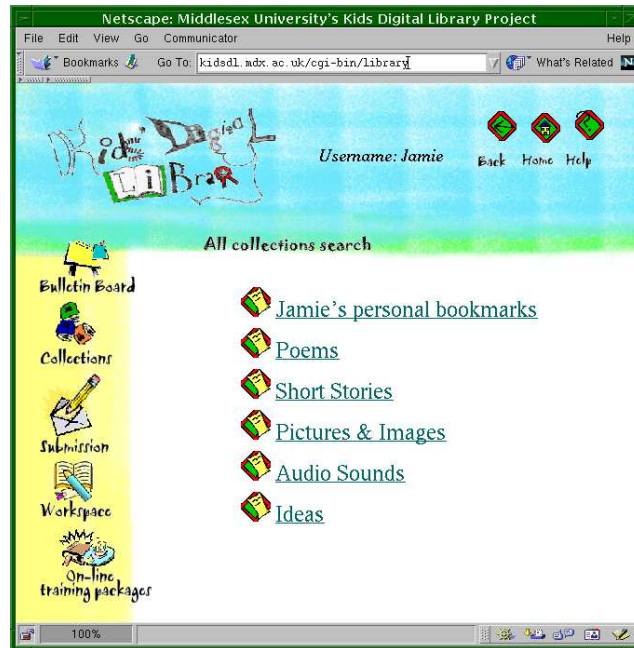 Netscape: Middlesex University's Kids Digital Library Project
File Edit View Go Communicator Help
Bookmarks Go To: kidsdl.mdx.ac.uk/cgi-bin/library What's Related N
Kids Digital
LiBrar
Username: Jamie
Back Home Help
All collections search
Bulletin Board
Collections
Submission
Workspace
On-line
training packages
Jamie's personal bookmarks
Poems
Short Stories
Pictures & Images
Audio Sounds
Ideas
100%